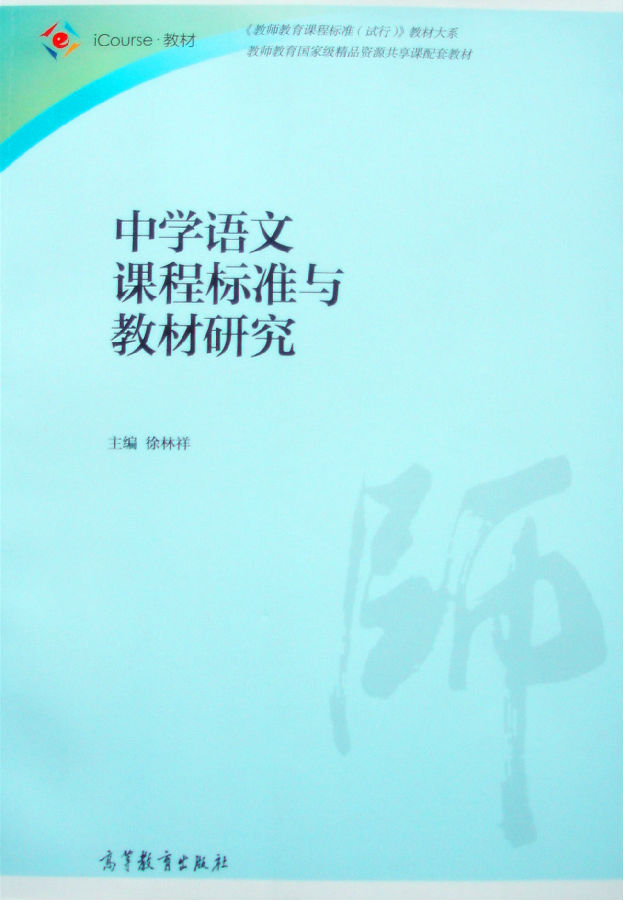 iCourse·教材
《教师教育课程标准(试行)》教材大系
教师教育国家级精品资源共享课配套教材
中学语文
课程标准与
教材研究
主编 徐林祥
師
高等教育出版社